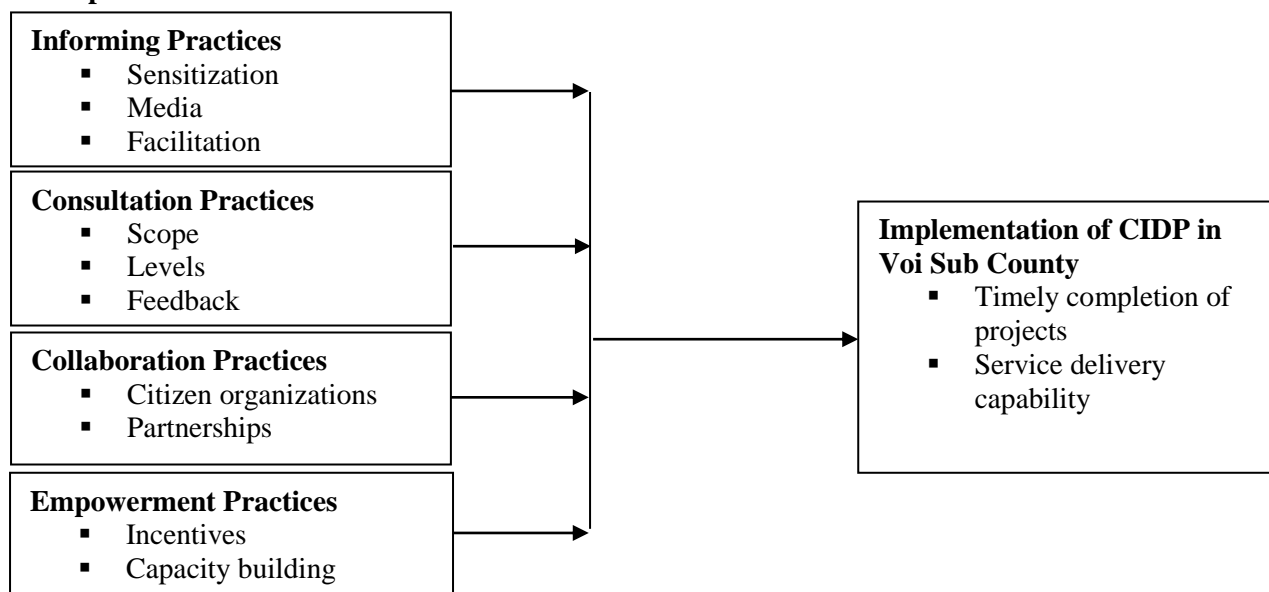 Informing Practices
▪ Sensitization
▪ Media
▪ Facilitation
Consultation Practices
▪ Scope
▪ Levels
▪ Feedback
Collaboration Practices
▪ Citizen organizations
▪ Partnerships
Empowerment Practices
▪ Incentives
▪ Capacity building
Implementation of CIDP in
Voi Sub County
▪ Timely completion of
projects
▪ Service delivery
capability